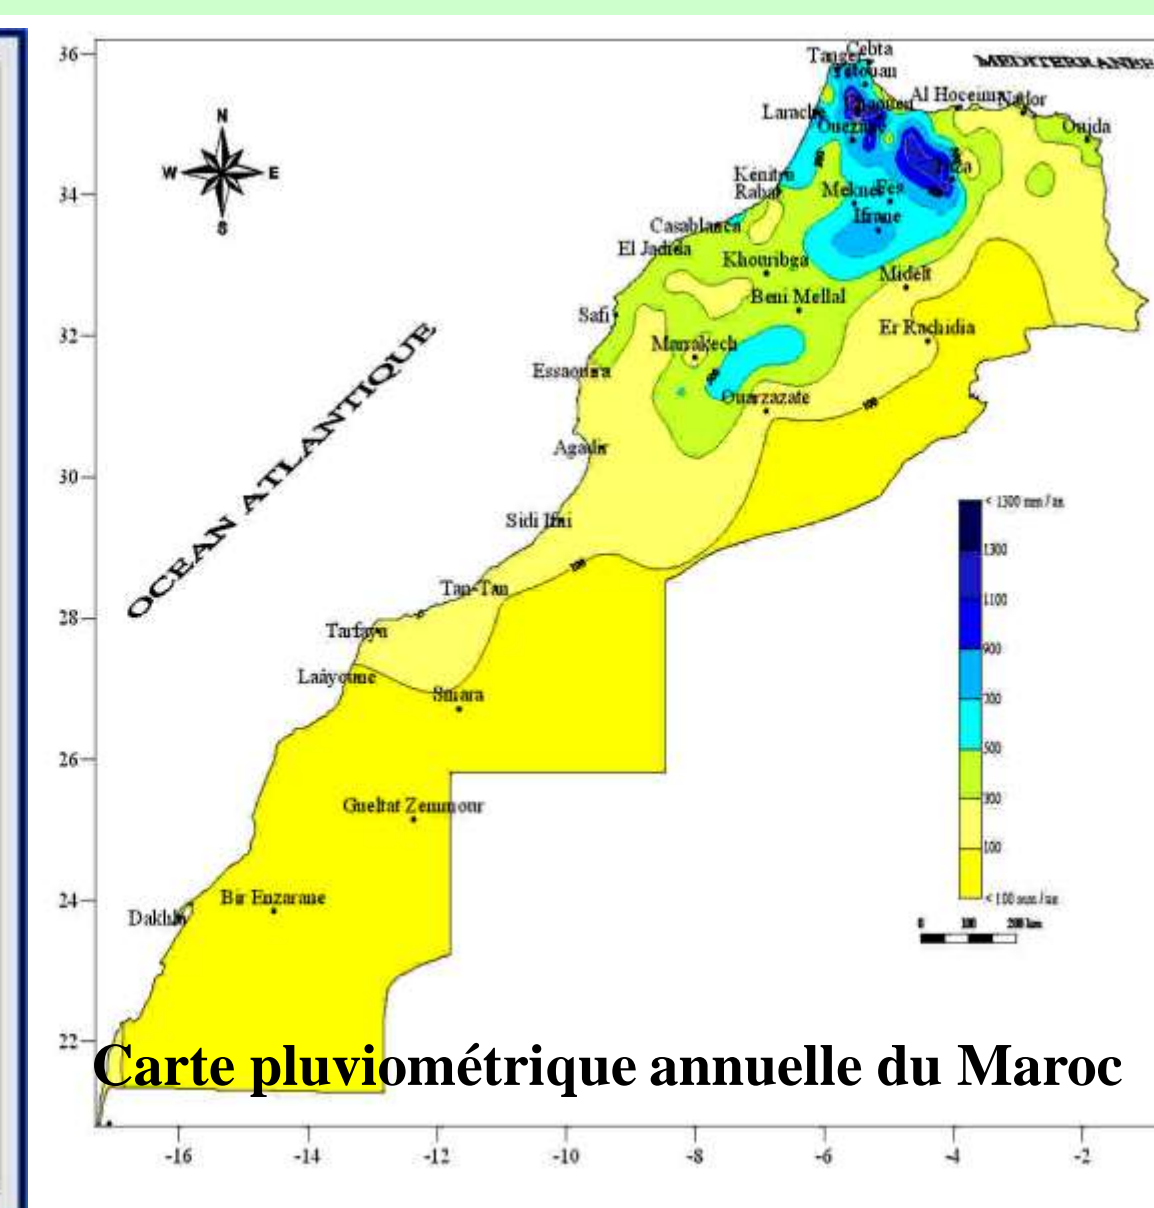 36
34
32
30
28
26
24
22
N
W E
S
OCEAN ATLANTIQUE
MEDITERRANEE
Cebta
Tanger
Tetouan
Larache
Chaouen
Al Hoceima
Nador
Oujda
Ouezane
Taza
Kénitra
Rabat
Meknes
Fes
Ifrane
Casablanca
El Jadida
Khouribga
Midelt
Beni Mellal
Safi
Er Rachidia
Marrakech
Essaouira
Ouarzazate
100
Agadir
Sidi Ifni
100
Tan-Tan
Tarfaya
Laâyoune
Smara
Gueltat Zemmour
Bir Enzarane
Dakhla
< 1300 mm / an
1300
1100
900
700
500
300
100
< 100 mm / an
0 100 200 km
Carte pluviométrique annuelle du Maroc
-16 -14 -12 -10 -8 -6 -4 -2